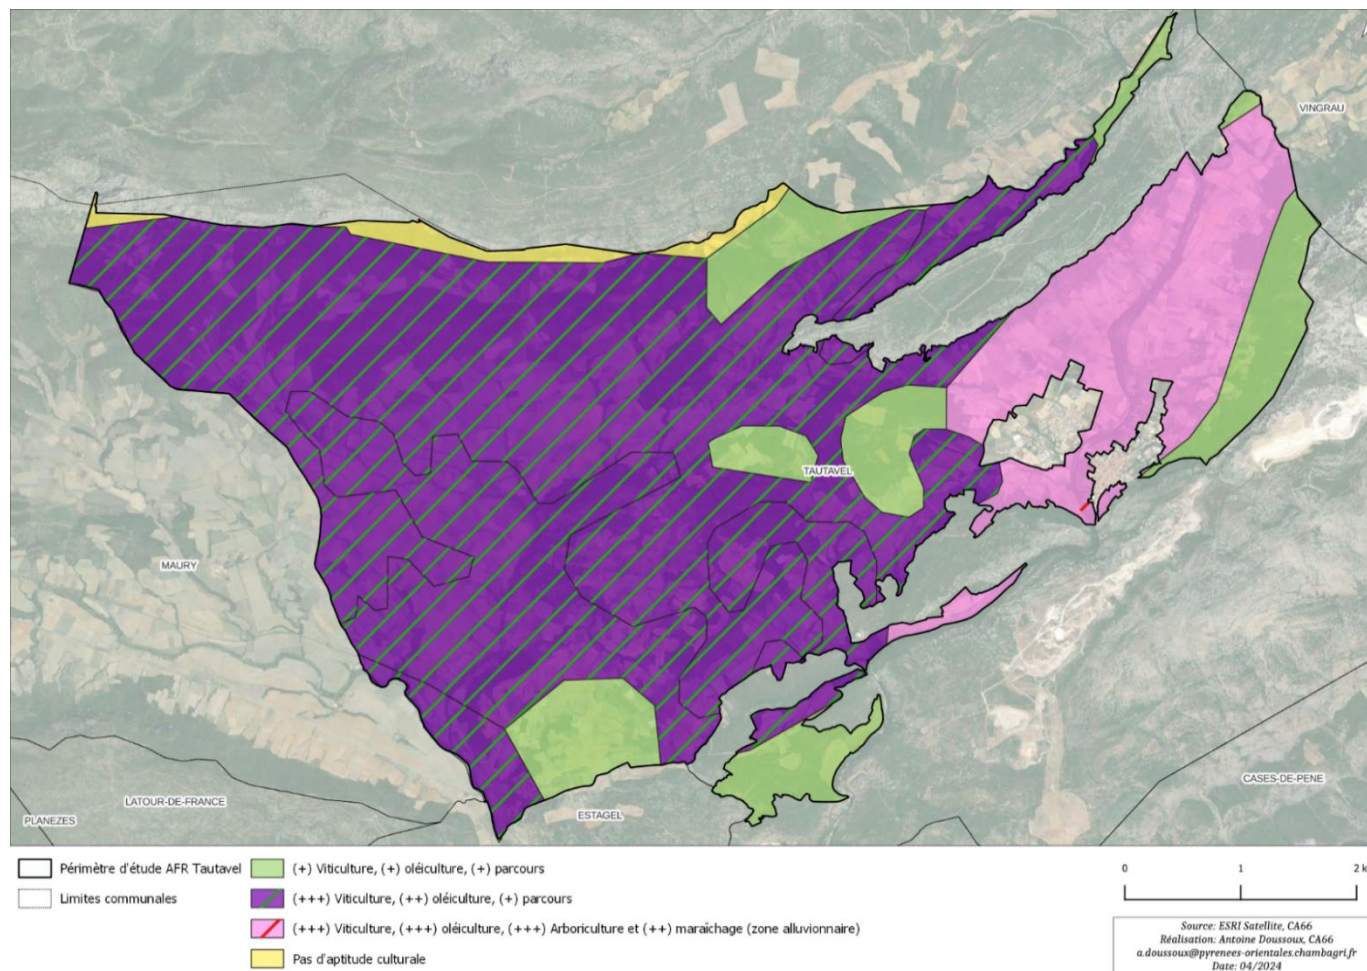 VINGRAU
TAUTAVEL
MAURY
CASES-DE-PENE
LATOUR-DE-FRANCE
ESTAGEL
PLANEZES
Périmètre d'étude AFR Tautavel
Limites communales
(+) Viticulture, (+) oléiculture, (+) parcours
(+++) Viticulture, (++) oléiculture, (+) parcours
(+++) Viticulture, (+++) oléiculture, (+++) Arboriculture et (++) maraîchage (zone alluvionnaire)
Pas d'aptitude culturale
0 1 2 k
Source: ESRI Satellite, CA66
Réalisation: Antoine Doussoux, CA66
a.doussoux@pyrenees-orientales.chambagri.fr
Date: 04/2024